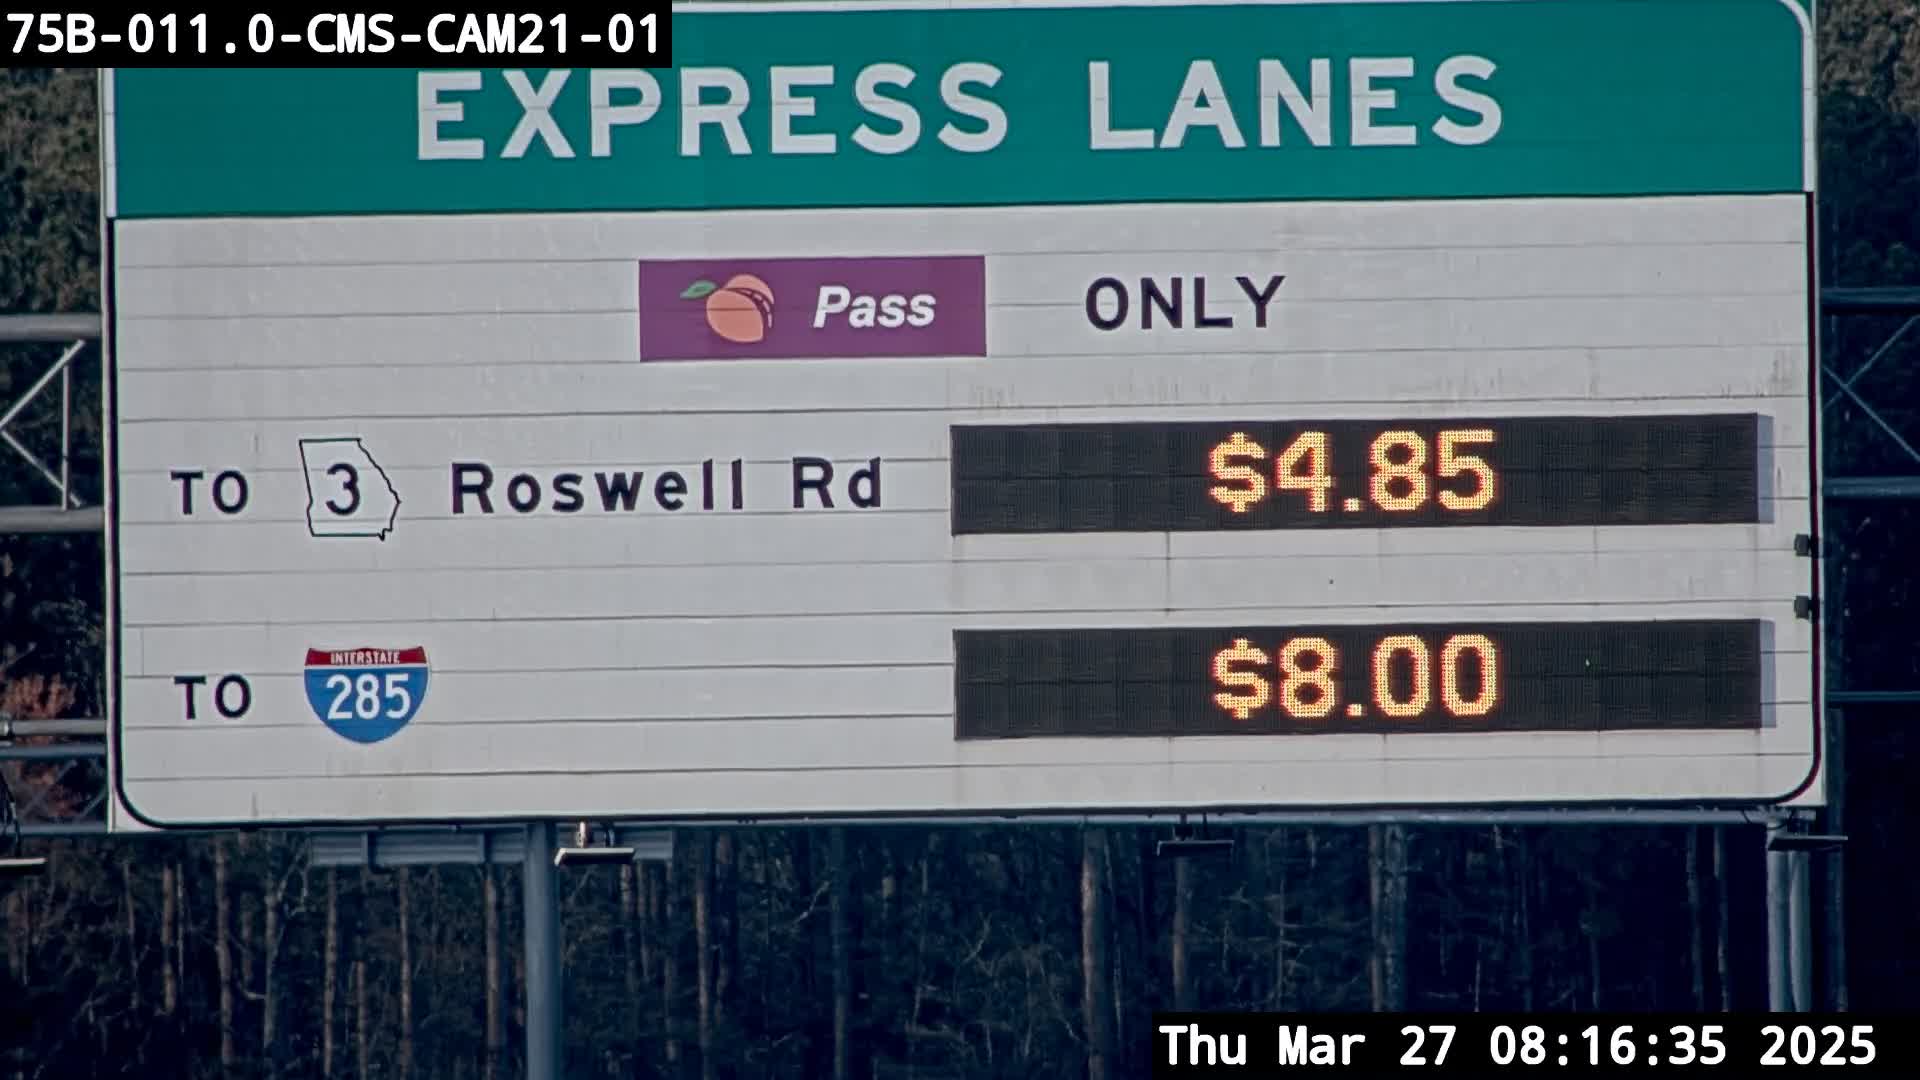 75B-011.0-CMS-CAM21-01
EXPRESS LANES
Pass ONLY
TO 3 Roswell Rd $4.85
INTERSTATE
TO 285 $8.00
Thu Mar 27 08:16:35 2025